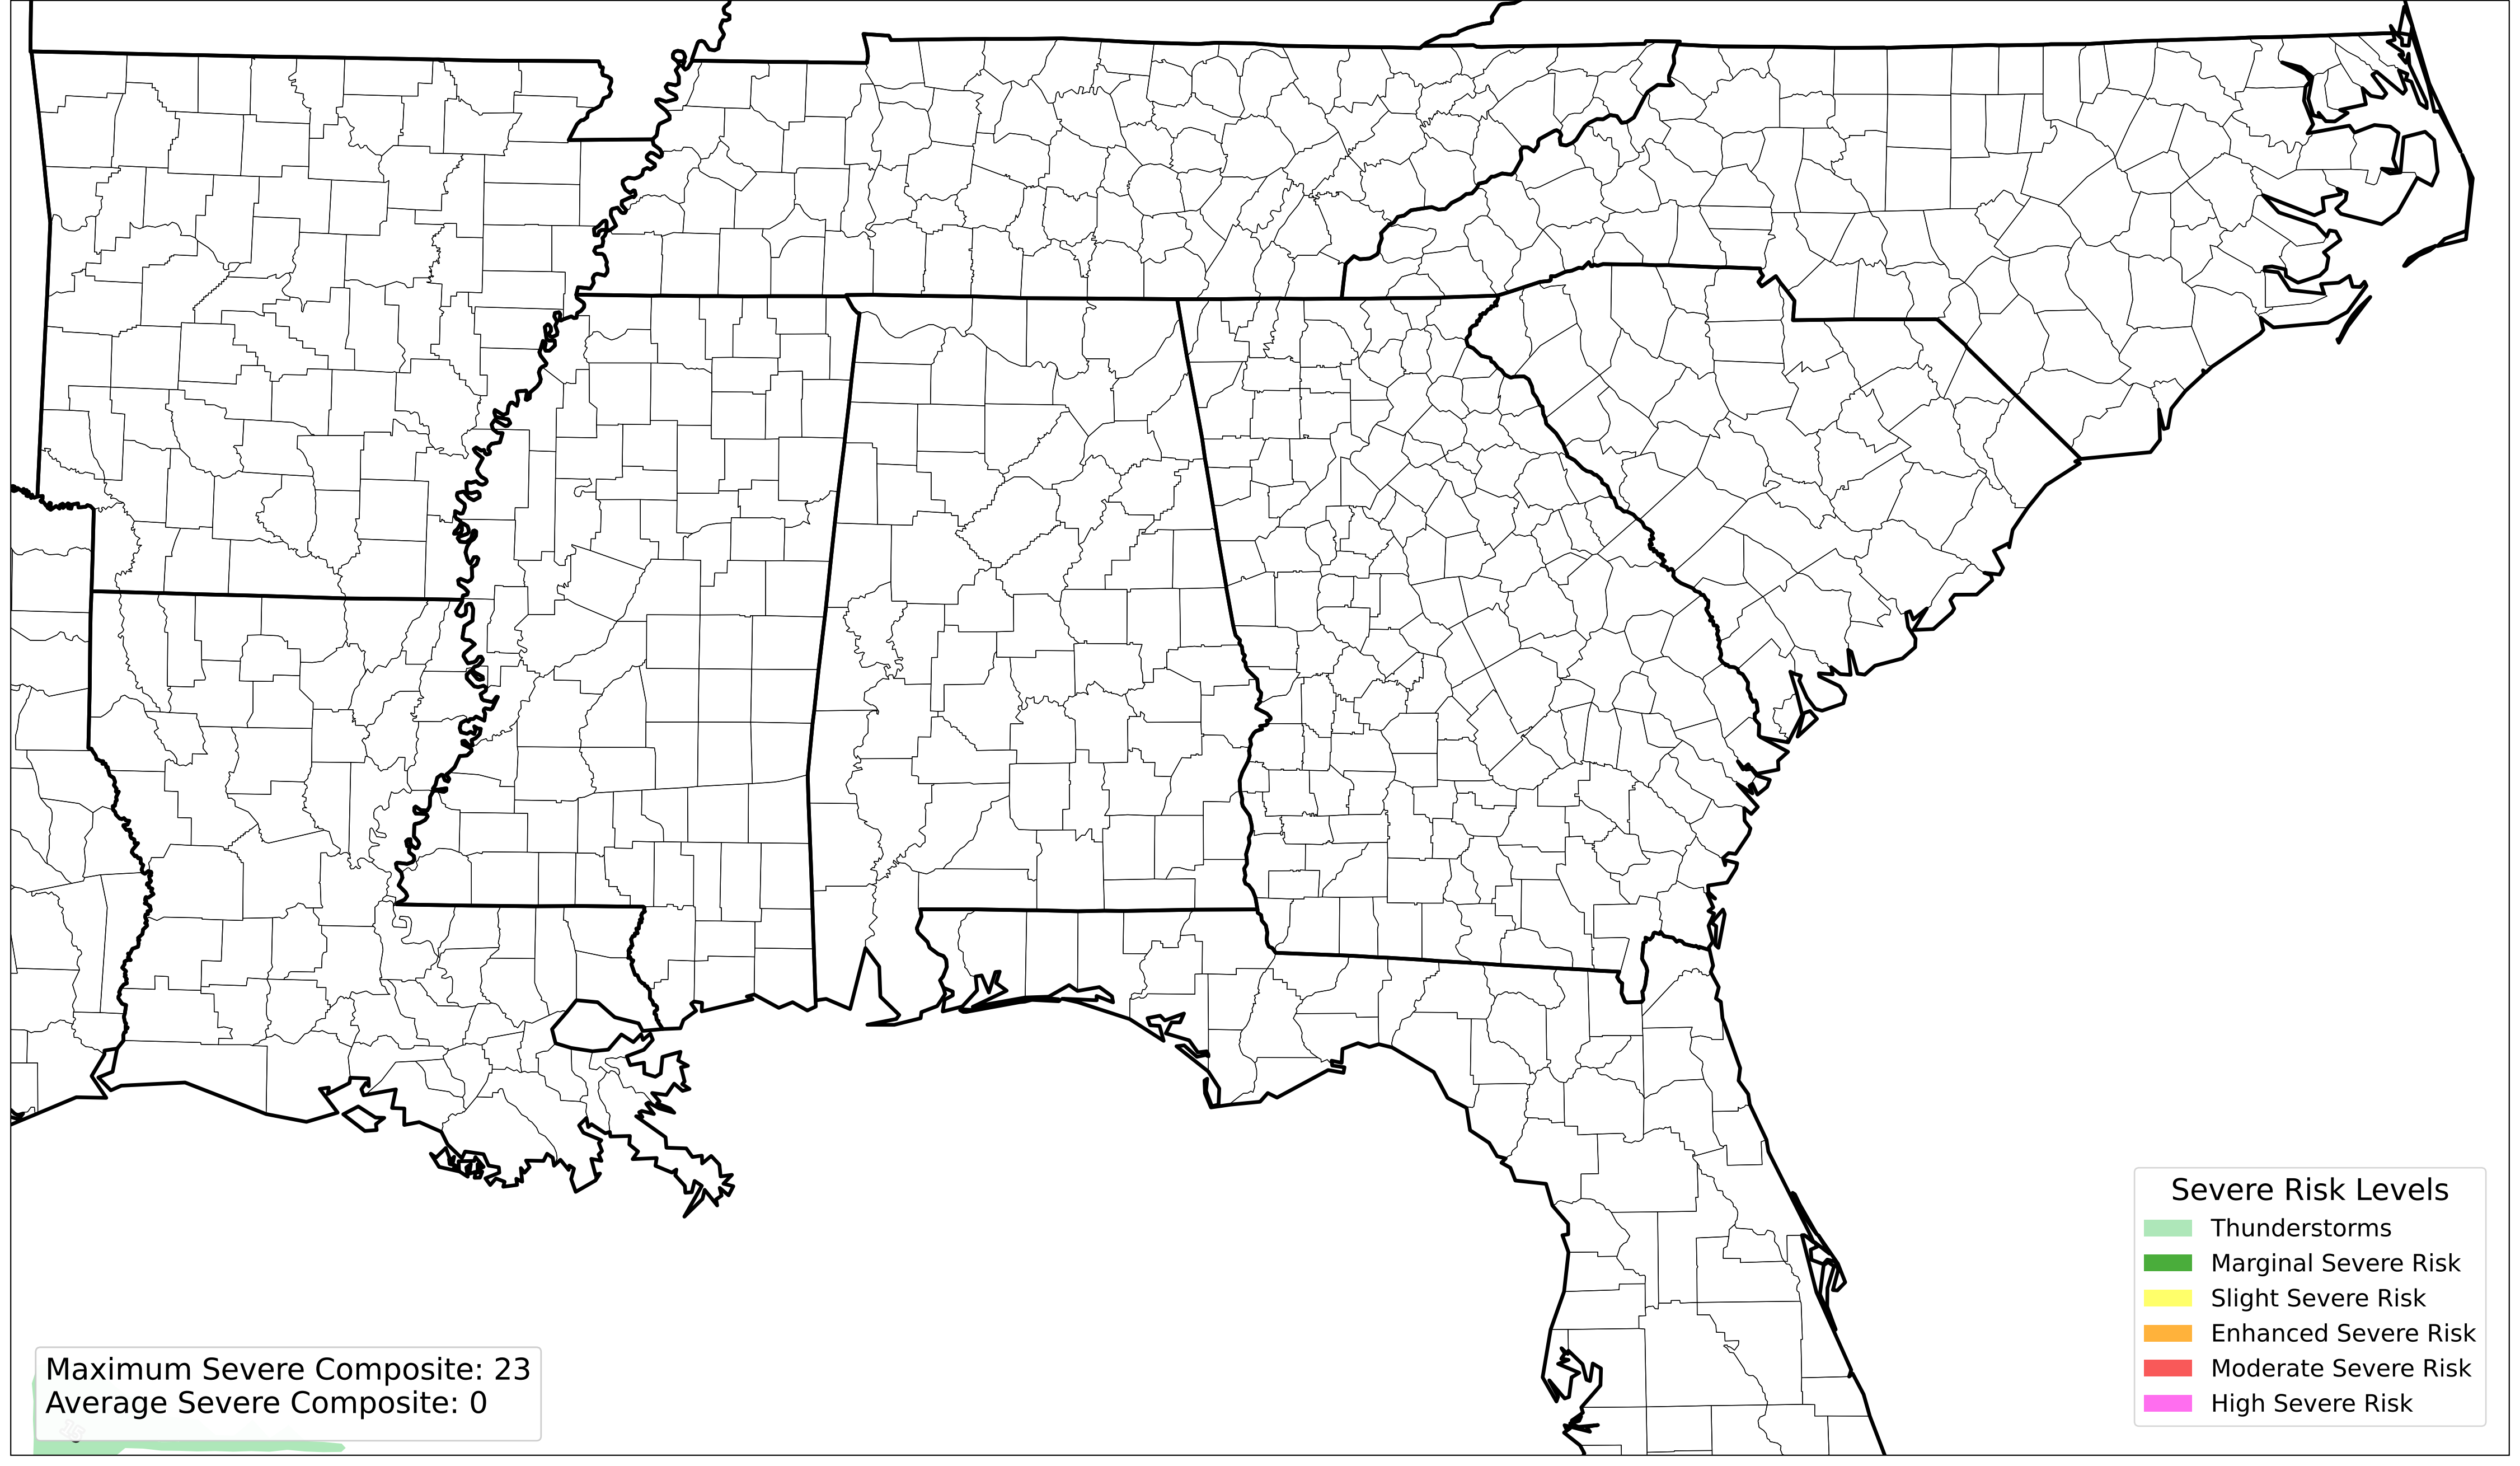 Severe Risk Levels
Thunderstorms
Marginal Severe Risk
Slight Severe Risk
Enhanced Severe Risk
Moderate Severe Risk
High Severe Risk
Maximum Severe Composite: 23
Average Severe Composite: 0